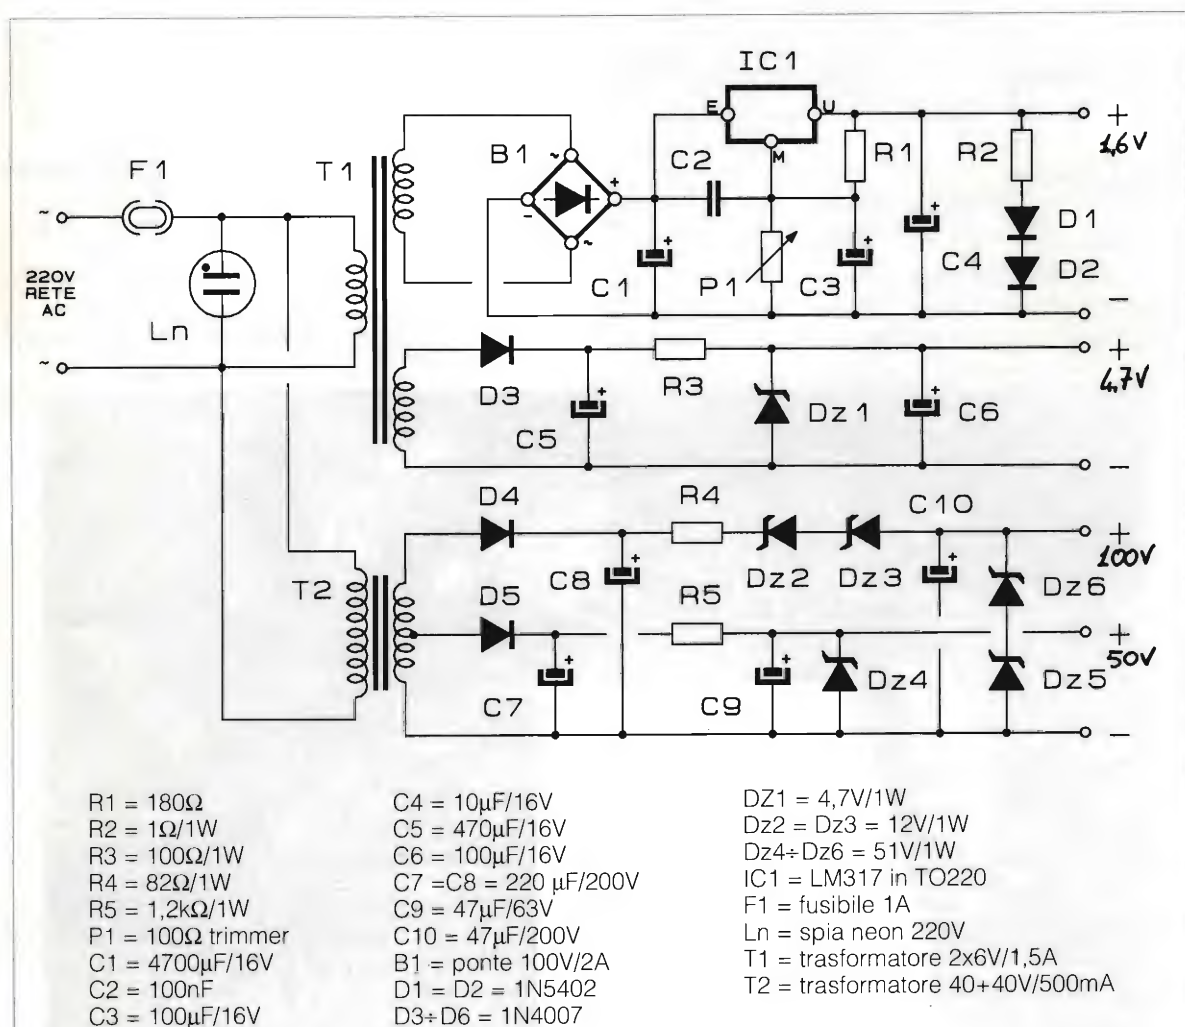 IC1
E
U
M
+
1,6V
F1
T1
B1
~
+
-
~
C2
R1
R2
~
220V
RETE
AC
Ln
~
C1
+
P1
C3
+
C4
+
D1
D2
-
D3
C5
+
R3
Dz1
C6
+
+
4,7V
-
D4
R4
C10
C8
+
Dz2
Dz3
+
+
100V
T2
D5
R5
Dz6
C7
+
C9
+
Dz4
+
50V
Dz5
-
R1 = 180Ω
R2 = 1Ω/1W
R3 = 100Ω/1W
R4 = 82Ω/1W
R5 = 1,2kΩ/1W
P1 = 100Ω trimmer
C1 = 4700µF/16V
C2 = 100nF
C3 = 100µF/16V
C4 = 10µF/16V
C5 = 470µF/16V
C6 = 100µF/16V
C7 =C8 = 220 µF/200V
C9 = 47µF/63V
C10 = 47µF/200V
B1 = ponte 100V/2A
D1 = D2 = 1N5402
D3÷D6 = 1N4007
DZ1 = 4,7V/1W
Dz2 = Dz3 = 12V/1W
Dz4÷Dz6 = 51V/1W
IC1 = LM317 in TO220
F1 = fusibile 1A
Ln = spia neon 220V
T1 = trasformatore 2x6V/1,5A
T2 = trasformatore 40+40V/500mA